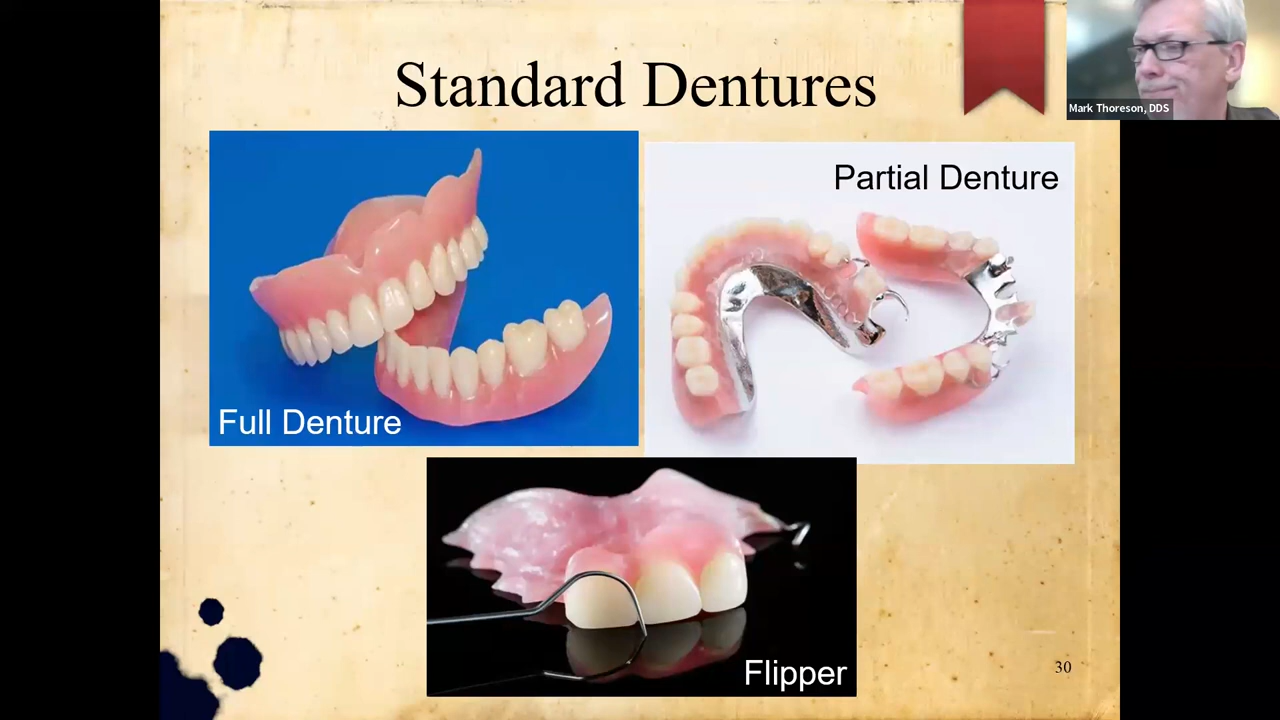 Standard Dentures
Mark Thoreson, DDS
Partial Denture
Full Denture
Flipper
30